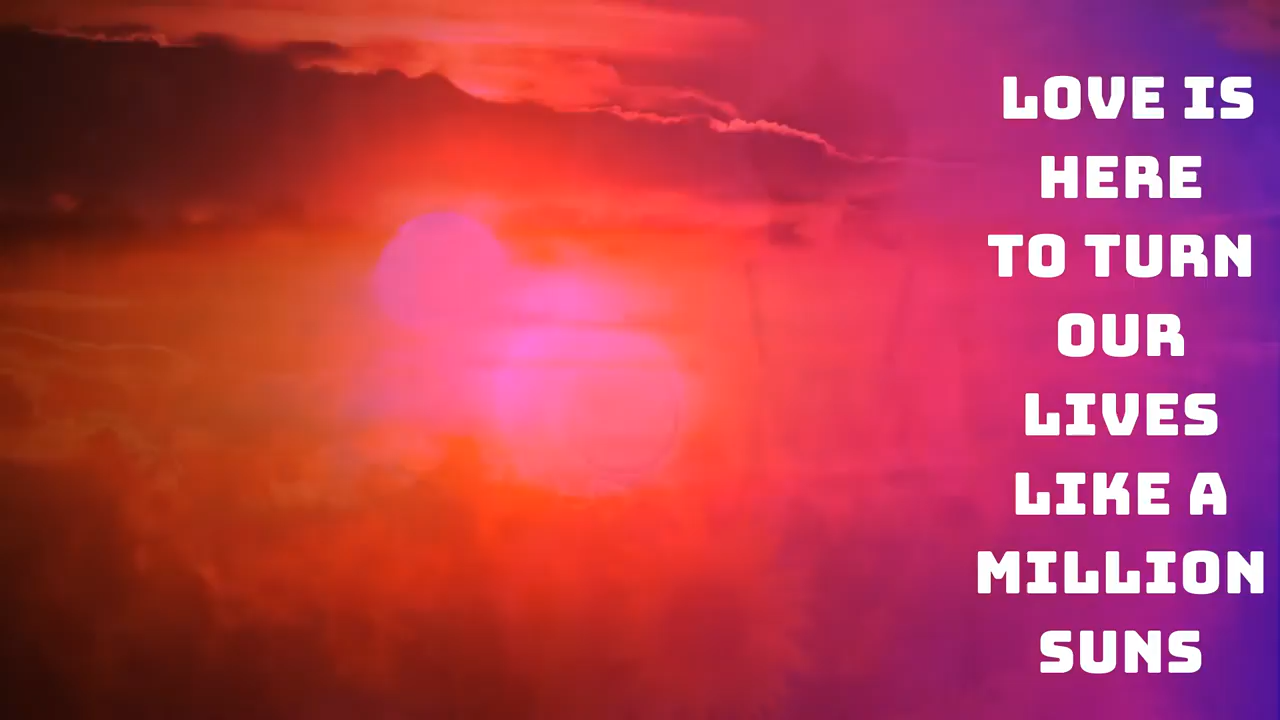 LOVE IS
HERE
TO TURN
OUR
LIVES
LIKE A
MILLION
SUNS